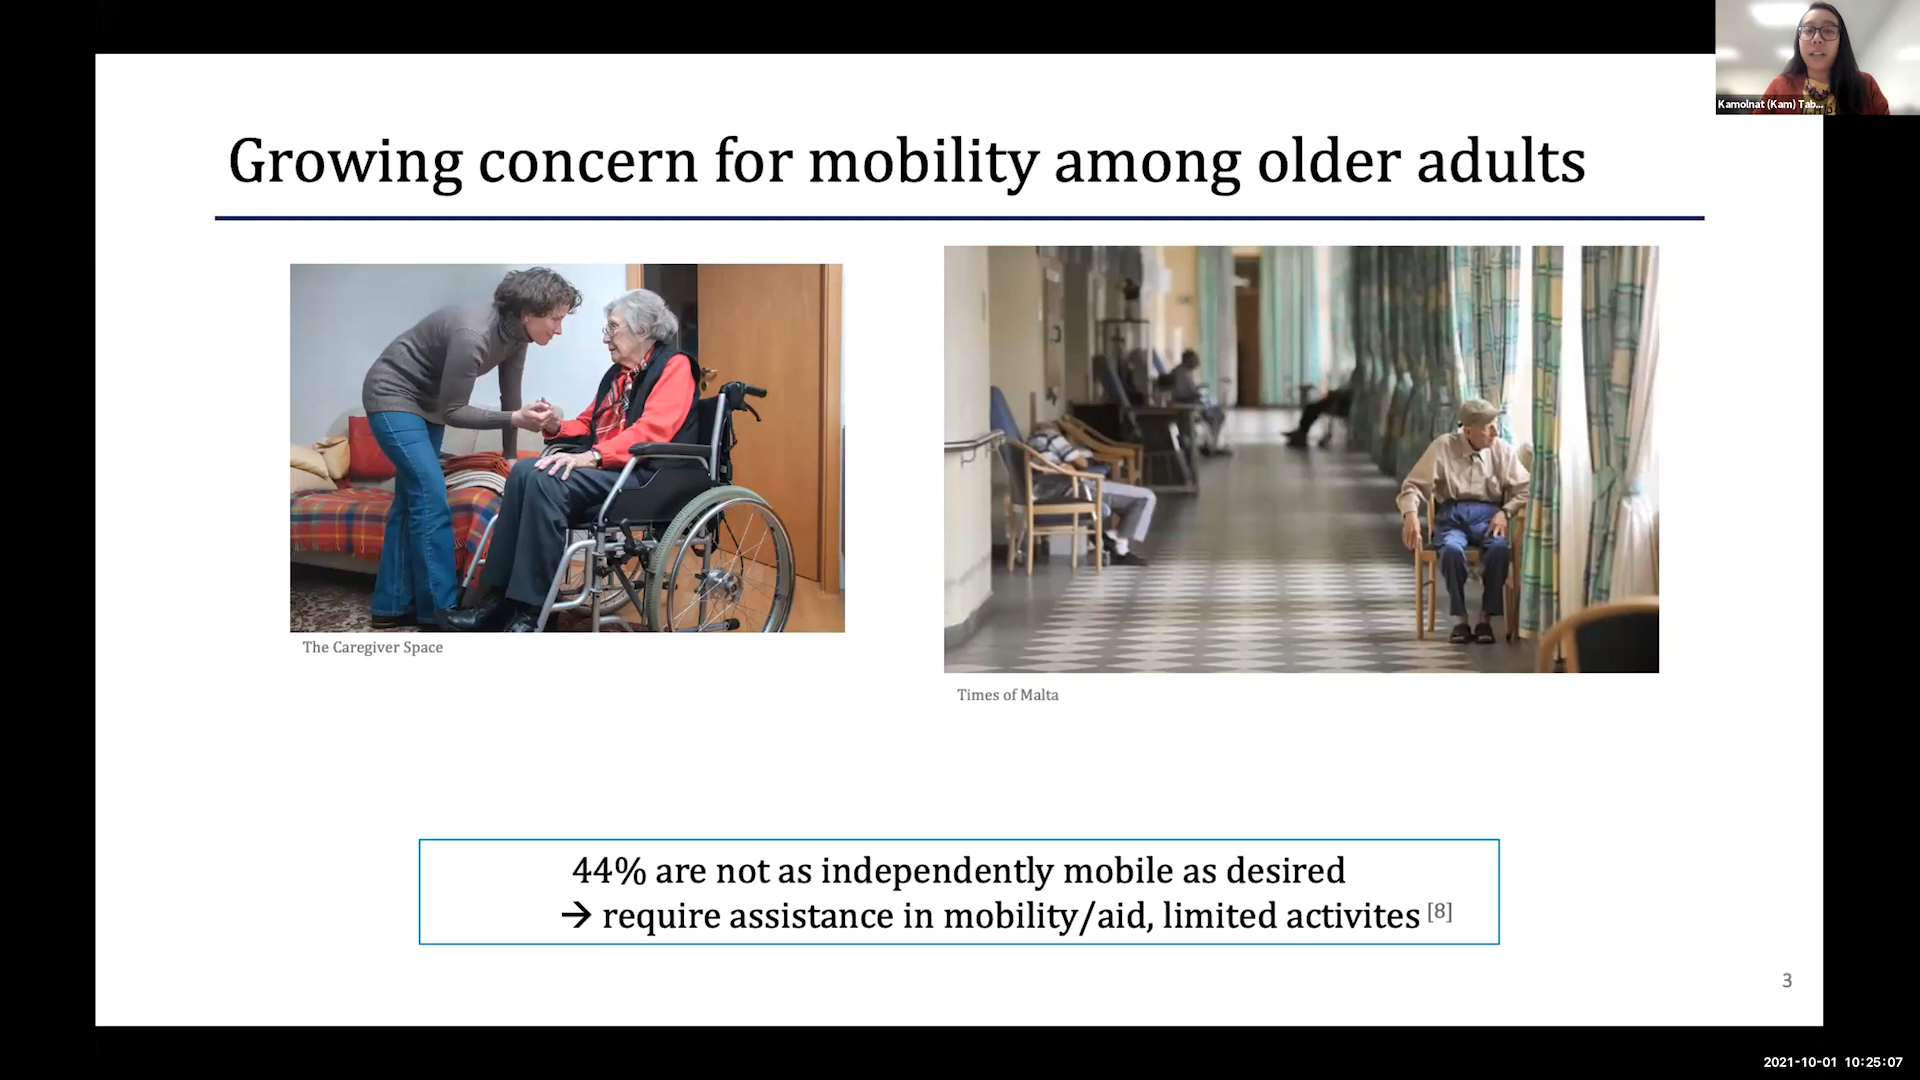 Kamolnat (Kam) Tab...
Growing concern for mobility among older adults
The Caregiver Space
Times of Malta
44% are not as independently mobile as desired
→ require assistance in mobility/aid, limited activites [8]
3
2021-10-01 10:25:07